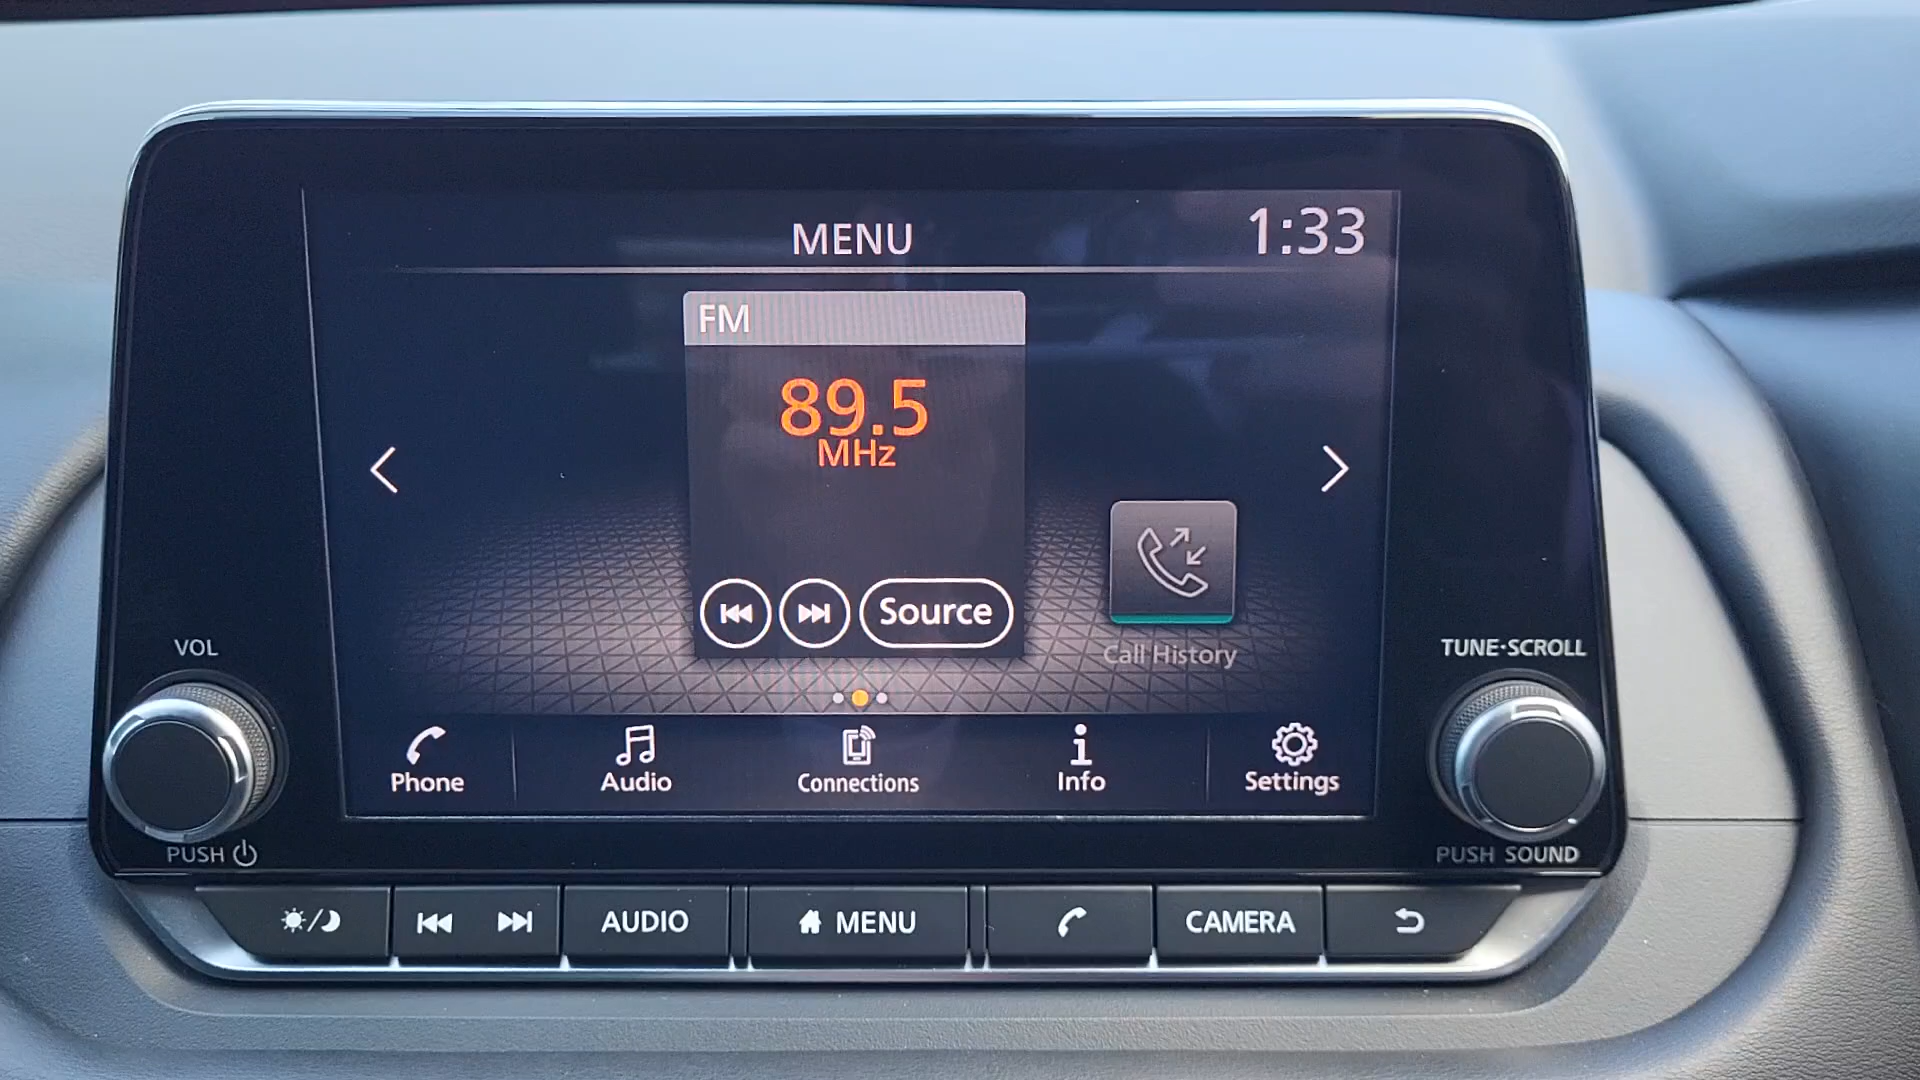 MENU
1:33
FM
89.5
MHz
Source
Call History
VOL
TUNE·SCROLL
Phone
Audio
Connections
Info
Settings
PUSH
PUSH SOUND
AUDIO
MENU
CAMERA